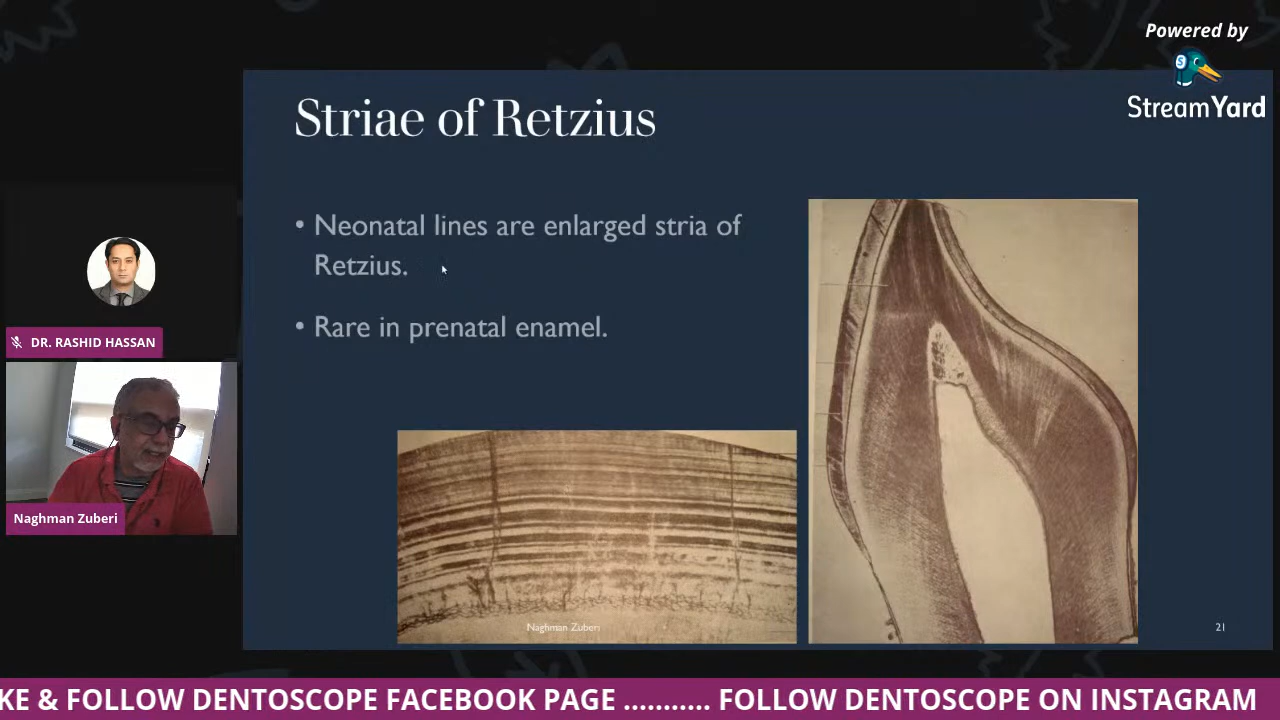 Powered by
StreamYard
Striae of Retzius
• Neonatal lines are enlarged stria of
Retzius.
• Rare in prenatal enamel.
DR. RASHID HASSAN
Naghman Zuberi
Naghman Zuberi
21
KE & FOLLOW DENTOSCOPE FACEBOOK PAGE ........... FOLLOW DENTOSCOPE ON INSTAGRAM